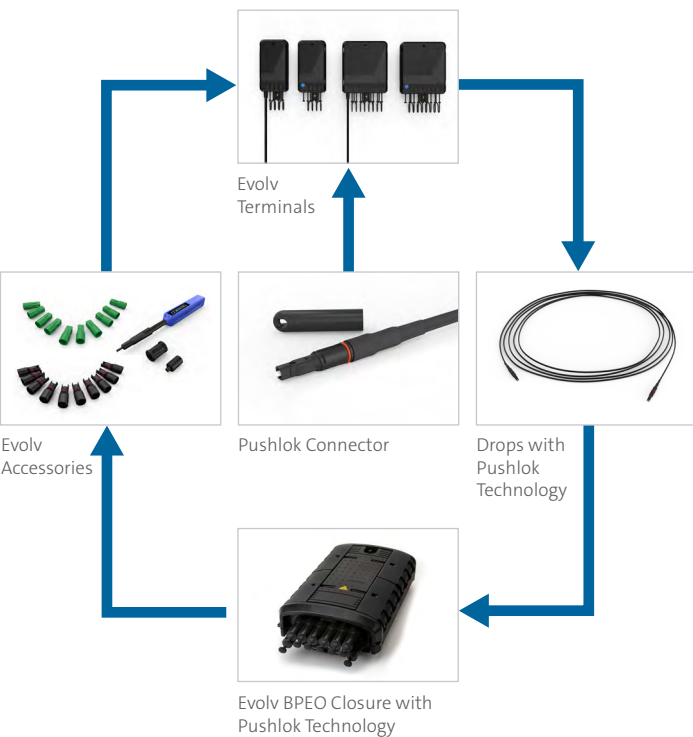 Evolv
Terminals
Evolv
Accessories
Pushlok Connector
Drops with
Pushlok
Technology
Evolv BPEO Closure with
Pushlok Technology